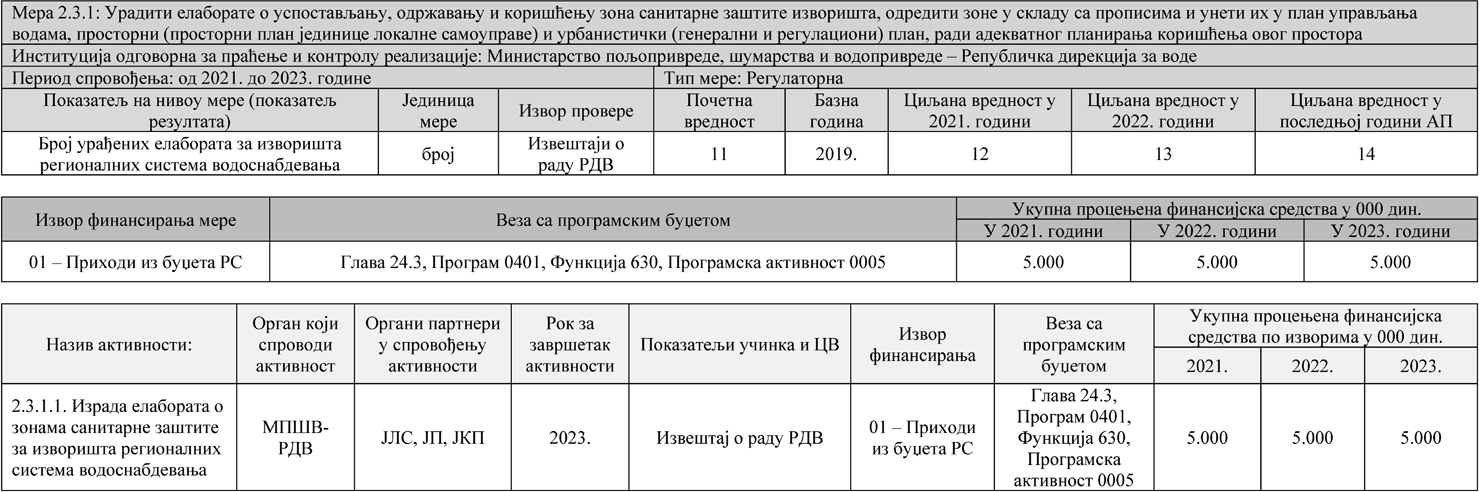 Мера 2.3.1: Урадити елаборате о успостављању, одржавању и коришћењу зона санитарне заштите изворишта, одредити зоне у складу са прописима и унети их у план управљања
водама, просторни (просторни план јединице локалне самоуправе) и урбанистички (генерални и регулациони) план, ради адекватног планирања коришћења овог простора
Институција одговорна за праћење и контролу реализације: Министарство пољопривреде, шумарства и водопривреде – Републичка дирекција за воде
Период спровођења: од 2021. до 2023. године
Тип мере: Регулаторна
Показатељ на нивоу мере (показатељ
резултата)
Јединица
мере
Извор провере
Почетна
вредност
Базна
година
Циљана вредност у
2021. години
Циљана вредност у
2022. години
Циљана вредност у
последњој години АП
Број урађених елабората за изворишта
регионалних система водоснабдевања
број
Извештаји о
раду РДВ
11
2019.
12
13
14
Извор финансирања мере
Веза са програмским буџетом
Укупна процењена финансијска средства у 000 дин.
У 2021. години
У 2022. години
У 2023. години
01 – Приходи из буџета РС
Глава 24.3, Програм 0401, Функција 630, Програмска активност 0005
5.000
5.000
5.000
Назив активности:
Орган који
спроводи
активност
Органи партнери
у спровођењу
активности
Рок за
завршетак
активности
Показатељи учинка и ЦВ
Извор
финансирања
Веза са
програмским
буџетом
Укупна процењена финансијска
средства по изворима у 000 дин.
2021.
2022.
2023.
2.3.1.1. Израда елабората о
зонама санитарне заштите
за изворишта регионалних
система водоснабдевања
МПШВ-
РДВ
ЈЛС, ЈП, ЈКП
2023.
Извештај о раду РДВ
01 – Приходи
из буџета РС
Глава 24.3,
Програм 0401,
Функција 630,
Програмска
активност 0005
5.000
5.000
5.000